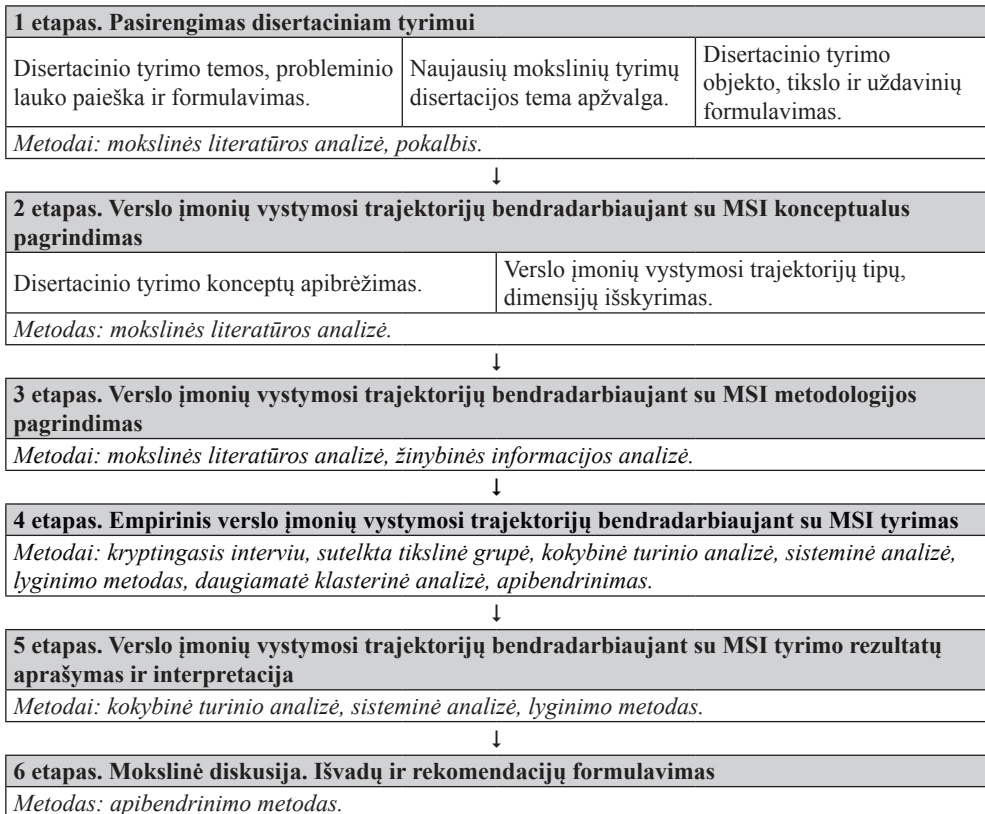 1 etapas. Pasirengimas disertaciniam tyrimui
Disertacinio tyrimo temos, probleminio
lauko paieška ir formulavimas.
Naujausių mokslinių tyrimų
disertacijos tema apžvalga.
Disertacinio tyrimo
objekto, tikslo ir uždavinių
formulavimas.
Metodai: mokslinės literatūros analizė, pokalbis.
↓
2 etapas. Verslo įmonių vystymosi trajektorijų bendradarbiaujant su MSI konceptualus
pagrindimas
Disertacinio tyrimo konceptų apibrėžimas.
Verslo įmonių vystymosi trajektorijų tipų,
dimensijų išskyrimas.
Metodas: mokslinės literatūros analizė.
↓
3 etapas. Verslo įmonių vystymosi trajektorijų bendradarbiaujant su MSI metodologijos
pagrindimas
Metodai: mokslinės literatūros analizė, žinybinės informacijos analizė.
↓
4 etapas. Empirinis verslo įmonių vystymosi trajektorijų bendradarbiaujant su MSI tyrimas
Metodai: kryptingasis interviu, sutelkta tikslinė grupė, kokybinė turinio analizė, sisteminė analizė,
lyginimo metodas, daugiamatė klasterinė analizė, apibendrinimas.
↓
5 etapas. Verslo įmonių vystymosi trajektorijų bendradarbiaujant su MSI tyrimo rezultatų
aprašymas ir interpretacija
Metodai: kokybinė turinio analizė, sisteminė analizė, lyginimo metodas.
↓
6 etapas. Mokslinė diskusija. Išvadų ir rekomendacijų formulavimas
Metodas: apibendrinimo metodas.